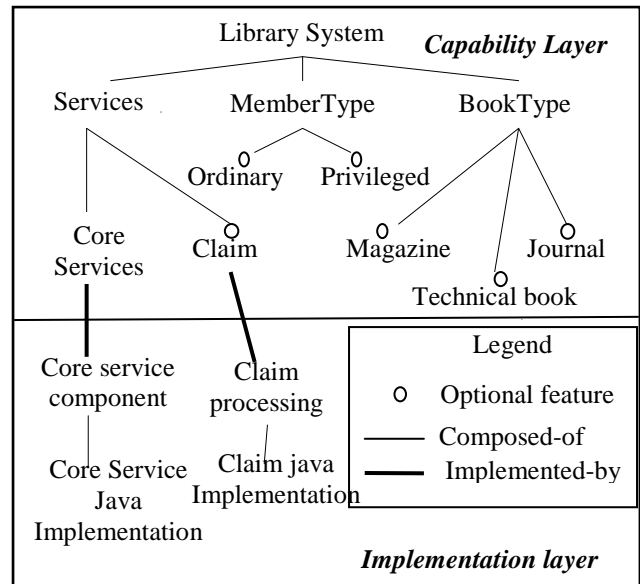 Library System
Capability Layer
Services
MemberType
BookType
Ordinary
Privileged
Core
Services
Claim
Magazine
Journal
Technical book
Core service
component
Claim
processing
Core Service
Java
Implementation
Claim java
Implementation
Legend
Optional feature
Composed-of
Implemented-by
Implementation layer